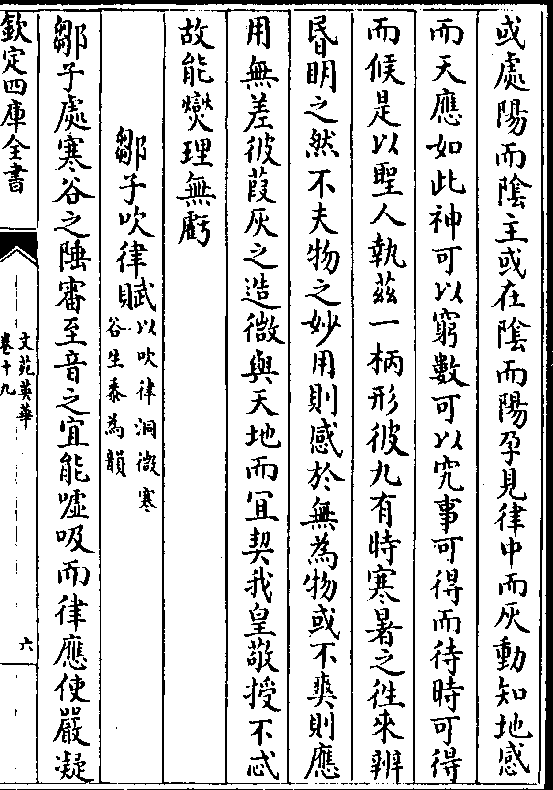 或處陽而陰主或在陰而陽孕見律中而灰動知地感
而天應如此神可以窮數可以究事可得而待時可得
而候是以聖人執茲一柄形彼九有時寒暑之徃來辨
昬明之然不夫物之妙用則感於無為物或不爽則應
用無差彼葭灰之造微與天地而冝契我皇敬授不忒
故能爕理無虧
鄒子吹律賦以吹律洞微寒
谷生黍為韻
鄒子處寒谷之陲審至音之宜能噓吸而律應使嚴凝
欽定四庫全書
文苑英華
卷十九
六